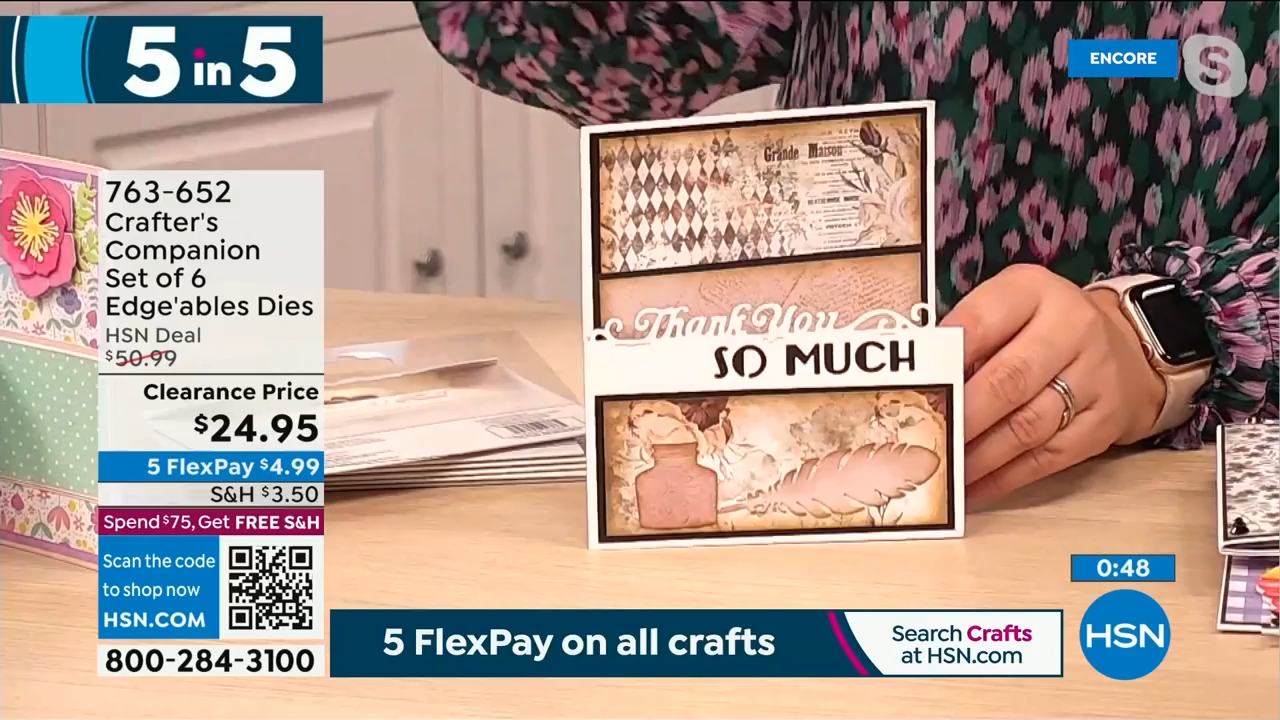 5 in 5
ENCORE
S
763-652
Crafter's
Companion
Set of 6
Edge'ables Dies
HSN Deal
$50.99
Clearance Price
$24.95
5 FlexPay $4.99
S&H $3.50
Spend $75, Get FREE S&H
Scan the code
to shop now
HSN.COM
800-284-3100
Grande Maison
Thank You
SO MUCH
0:48
5 FlexPay on all crafts
Search Crafts
at HSN.com
HSN